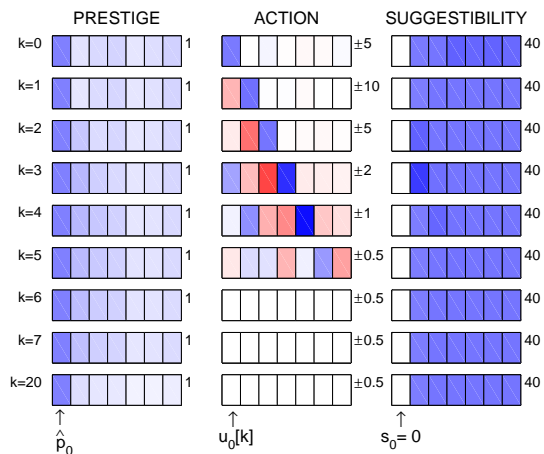 PRESTIGE ACTION SUGGESTIBILITY
k=0 1 ±5 40
k=1 1 ±10 40
k=2 1 ±5 40
k=3 1 ±2 40
k=4 1 ±1 40
k=5 1 ±0.5 40
k=6 1 ±0.5 40
k=7 1 ±0.5 40
k=20 1 ±0.5 40
↑ ↑ ↑
p̂₀ u₀[k] s₀= 0